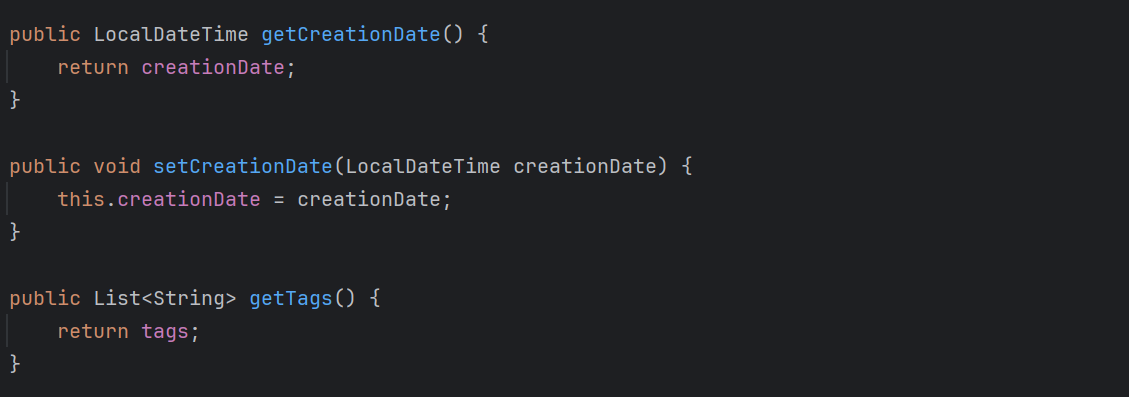 public LocalDateTime getCreationDate() {
    return creationDate;
}

public void setCreationDate(LocalDateTime creationDate) {
    this.creationDate = creationDate;
}

public List<String> getTags() {
    return tags;
}